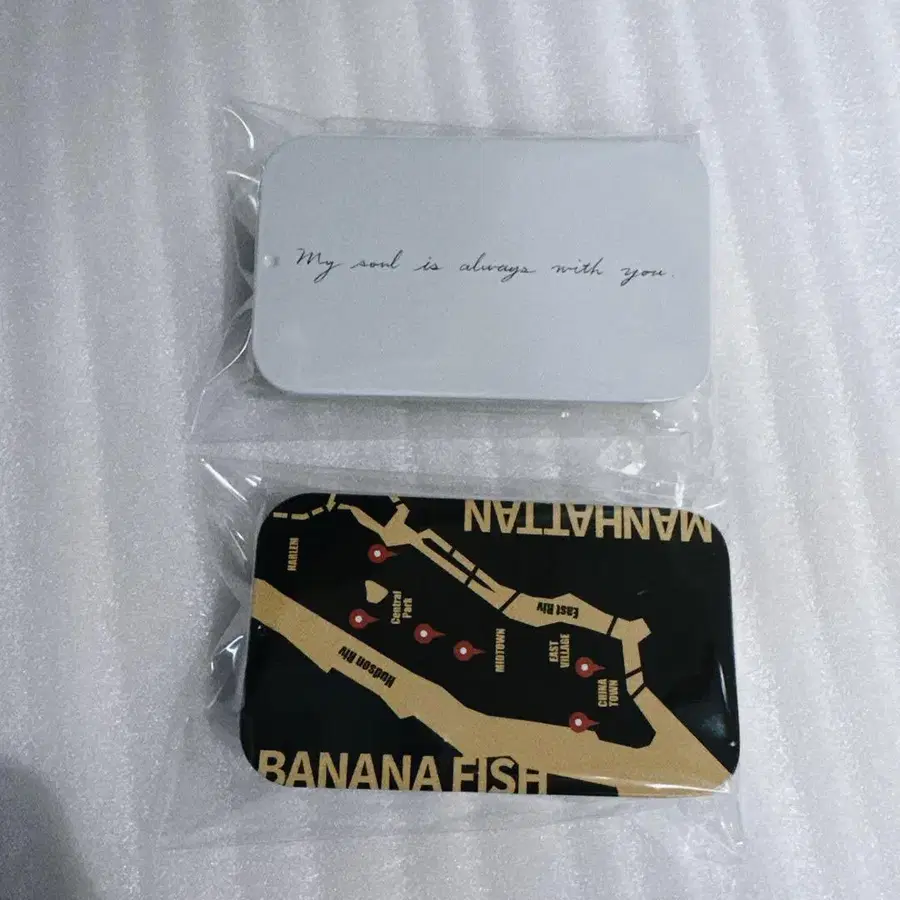 My soul is always with you.
MANHATTAN
HARLEM
Central
Park
East Riv
MIDTOWN
EAST
VILLAGE
CHINA
TOWN
Hudson Riv
BANANA FISH